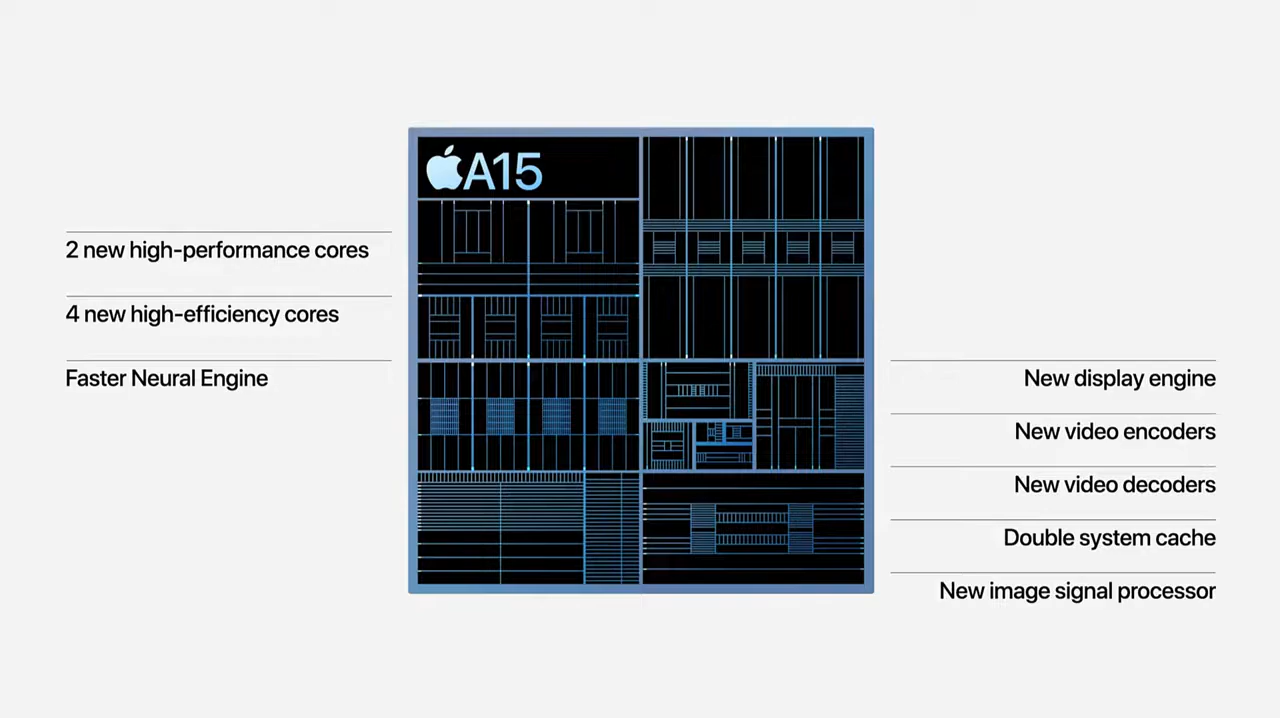 A15
2 new high-performance cores
4 new high-efficiency cores
Faster Neural Engine
New display engine
New video encoders
New video decoders
Double system cache
New image signal processor